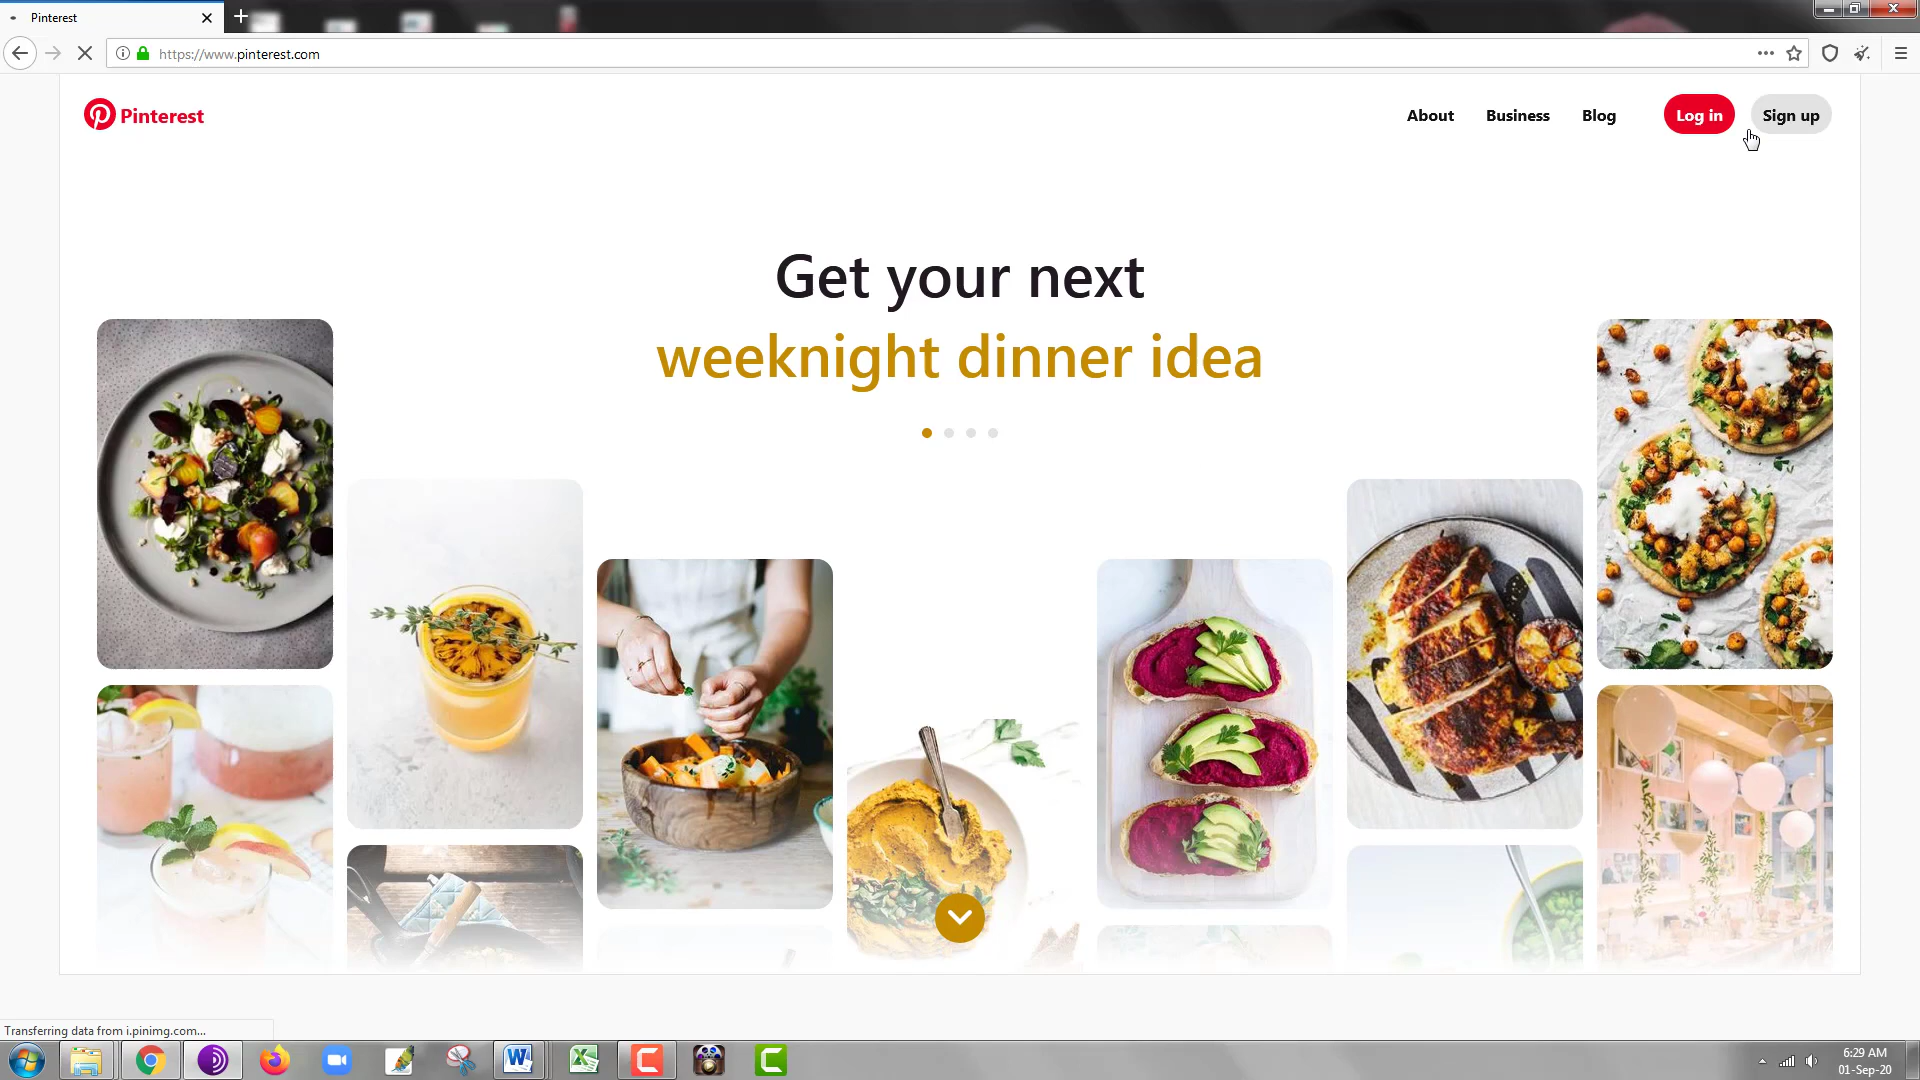 Pinterest
https://www.pinterest.com
Pinterest
About
Business
Blog
Log in
Sign up
Get your next
weeknight dinner idea
Transferring data from i.pinimg.com...
6:29 AM
01-Sep-20